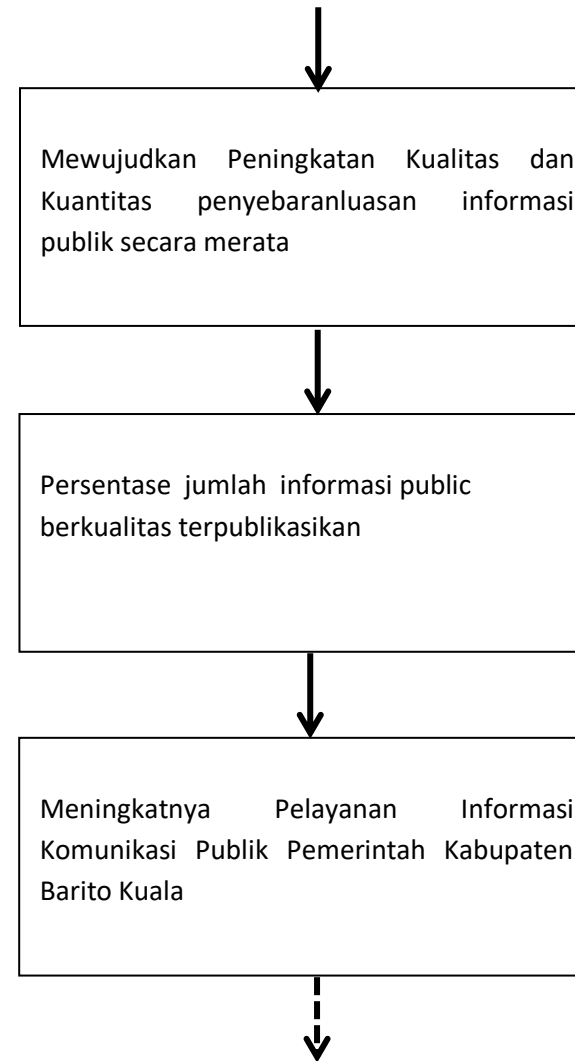 Mewujudkan Peningkatan Kualitas dan
Kuantitas penyebaranluasan informasi
publik secara merata
Persentase jumlah informasi public
berkualitas terpublikasikan
Meningkatnya Pelayanan Informasi
Komunikasi Publik Pemerintah Kabupaten
Barito Kuala